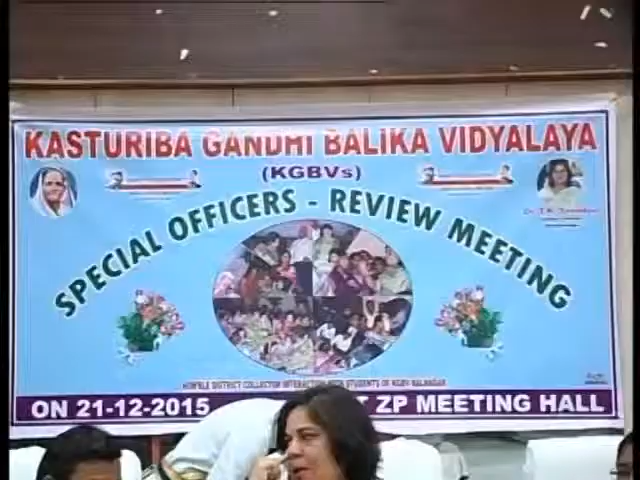 KASTURIBA GANDHI BALIKA VIDYALAYA
(KGBVs)
SPECIAL OFFICERS - REVIEW MEETING
ON 21-12-2015
ZP MEETING HALL